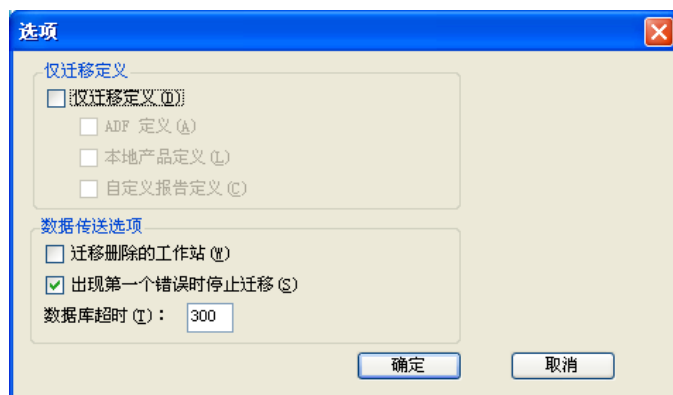 选项
仅迁移定义
仅迁移定义(D)
ADF 定义(A)
本地产品定义(L)
自定义报告定义(C)
数据传送选项
迁移删除的工作站(W)
出现第一个错误时停止迁移(S)
数据库超时(T)： 300
确定 取消